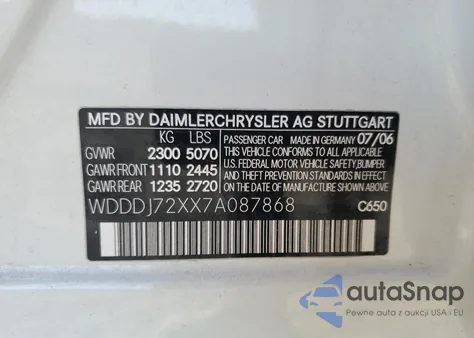 MFD BY DAIMLERCHRYSLER AG STUTTGART
KG LBS
GVWR 2300 5070
GAWR FRONT 1110 2445
GAWR REAR 1235 2720
PASSENGER CAR MADE IN GERMANY 07/06
THIS VEHICLE CONFORMS TO ALL APPLICABLE
U.S. FEDERAL MOTOR VEHICLE SAFETY, BUMPER
AND THEFT PREVENTION STANDARDS IN EFFECT
ON THE DATE OF MANUFACTURE SHOWN ABOVE.
WDDDJ72XX7A087868 C650
autoSnap
Pewne auta z aukcji USA i EU